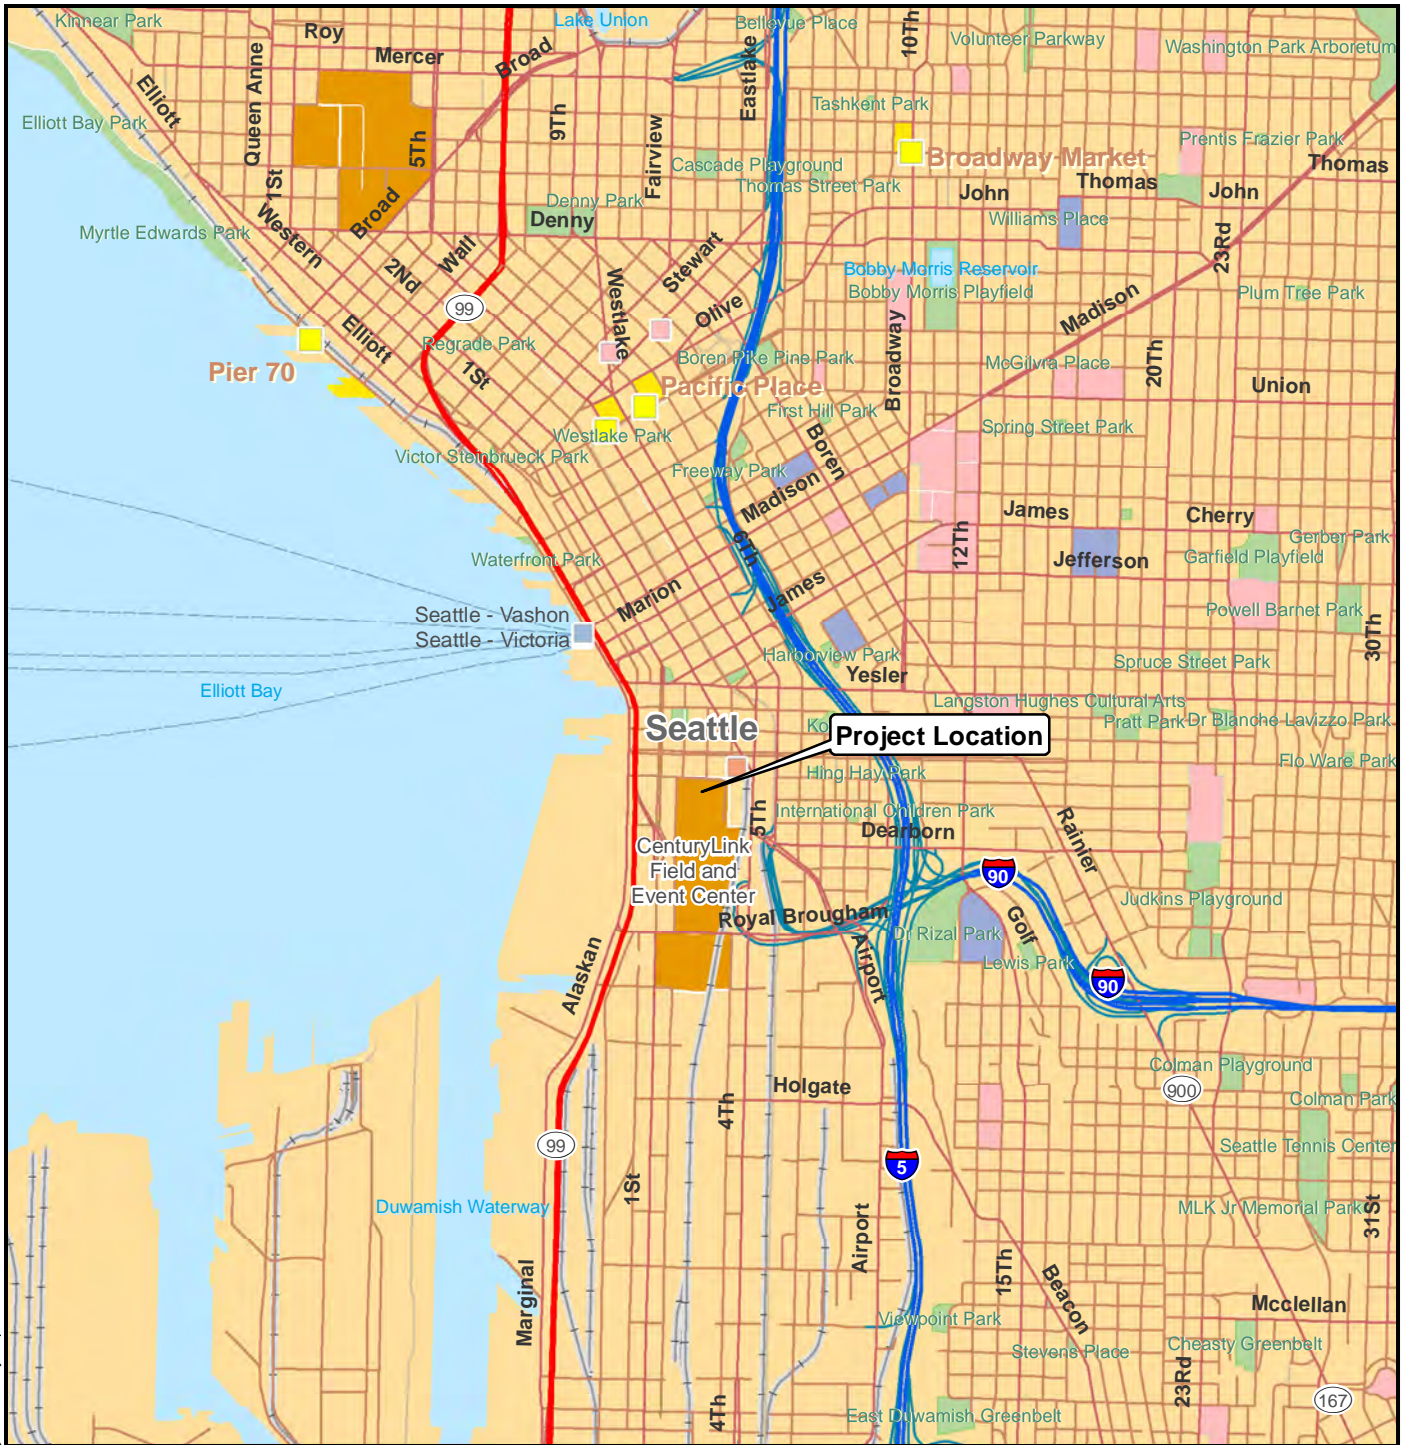 Kinnear Park
Roy
Lake Union
Bellevue Place
10Th
Volunteer Parkway
Washington Park Arboretum
Mercer
Broad
Eastlake
Elliott
Queen Anne
Elliott Bay Park
5Th
9Th
Fairview
Tashkent Park
Prentis Frazier Park
Cascade Playground
Broadway Market
Thomas
1St
Thomas Street Park
Thomas
John
John
Denny Park
Denny
Broad
Western
Williams Place
Myrtle Edwards Park
Wall
Stewart
23Rd
2Nd
Westlake
Bobby Morris Reservoir
Bobby Morris Playfield
Plum Tree Park
99
Olive
Madison
Elliott
Regrade Park
Boren Pike Pine Park
Broadway
McGilvra Place
20Th
Pier 70
1St
Pacific Place
Union
First Hill Park
Westlake Park
Spring Street Park
Victor Steinbrueck Park
Boren
Freeway Park
Madison
James
Cherry
6Th
12Th
Gerber Park
Waterfront Park
Jefferson
Garfield Playfield
Marion
James
Seattle - Vashon
Seattle - Victoria
Powell Barnet Park
30Th
Harborview Park
Yesler
Spruce Street Park
Elliott Bay
Langston Hughes Cultural Arts
Pratt Park
Dr Blanche Lavizzo Park
Seattle
Ko
Project Location
Flo Ware Park
Hing Hay Park
5Th
International Children Park
Dearborn
Rainier
CenturyLink
Field and
Event Center
90
Judkins Playground
Royal Brougham
Golf
Dr Rizal Park
Airport
Lewis Park
Alaskan
90
Colman Playground
Holgate
900
Colman Park
4Th
99
Seattle Tennis Center
5
1St
Duwamish Waterway
MLK Jr Memorial Park
31St
Airport
15Th
Beacon
Marginal
Mcclellan
Viewpoint Park
Stevens Place
Cheasty Greenbelt
23Rd
167
4Th
East Duwamish Greenbelt